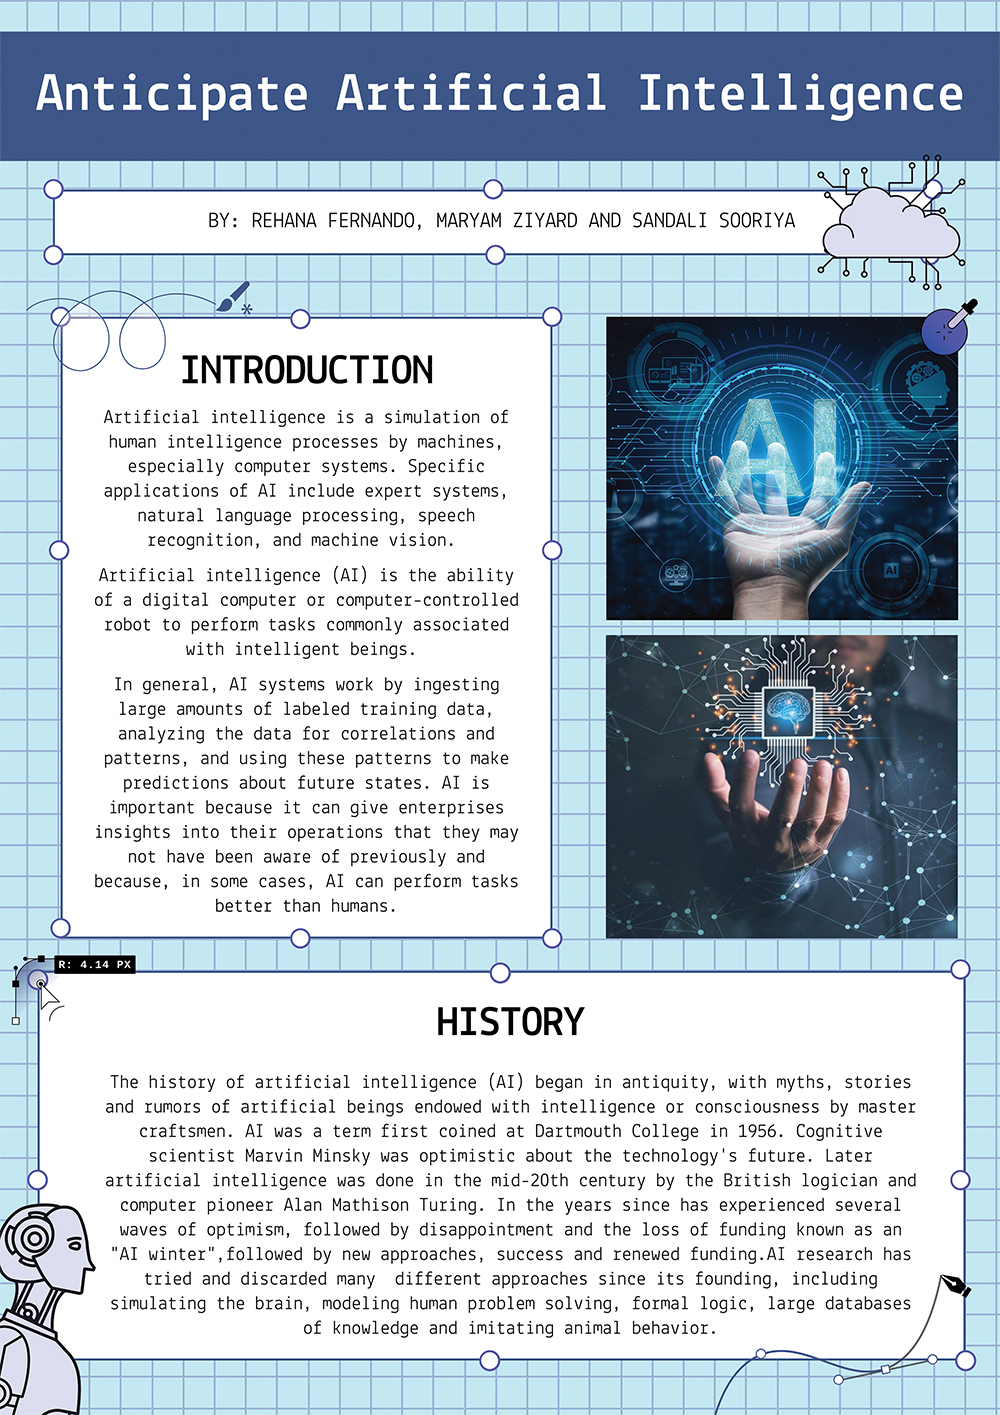 Anticipate Artificial Intelligence
BY: REHANA FERNANDO, MARYAM ZIYARD AND SANDALI SOORIYA
INTRODUCTION
Artificial intelligence is a simulation of
human intelligence processes by machines,
especially computer systems. Specific
applications of AI include expert systems,
natural language processing, speech
recognition, and machine vision.
Artificial intelligence (AI) is the ability
of a digital computer or computer-controlled
robot to perform tasks commonly associated
with intelligent beings.
In general, AI systems work by ingesting
large amounts of labeled training data,
analyzing the data for correlations and
patterns, and using these patterns to make
predictions about future states. AI is
important because it can give enterprises
insights into their operations that they may
not have been aware of previously and
because, in some cases, AI can perform tasks
better than humans.
AI
AI
R: 4.14 PX
HISTORY
The history of artificial intelligence (AI) began in antiquity, with myths, stories
and rumors of artificial beings endowed with intelligence or consciousness by master
craftsmen. AI was a term first coined at Dartmouth College in 1956. Cognitive
scientist Marvin Minsky was optimistic about the technology's future. Later
artificial intelligence was done in the mid-20th century by the British logician and
computer pioneer Alan Mathison Turing. In the years since has experienced several
waves of optimism, followed by disappointment and the loss of funding known as an
"AI winter",followed by new approaches, success and renewed funding.AI research has
tried and discarded many  different approaches since its founding, including
simulating the brain, modeling human problem solving, formal logic, large databases
of knowledge and imitating animal behavior.